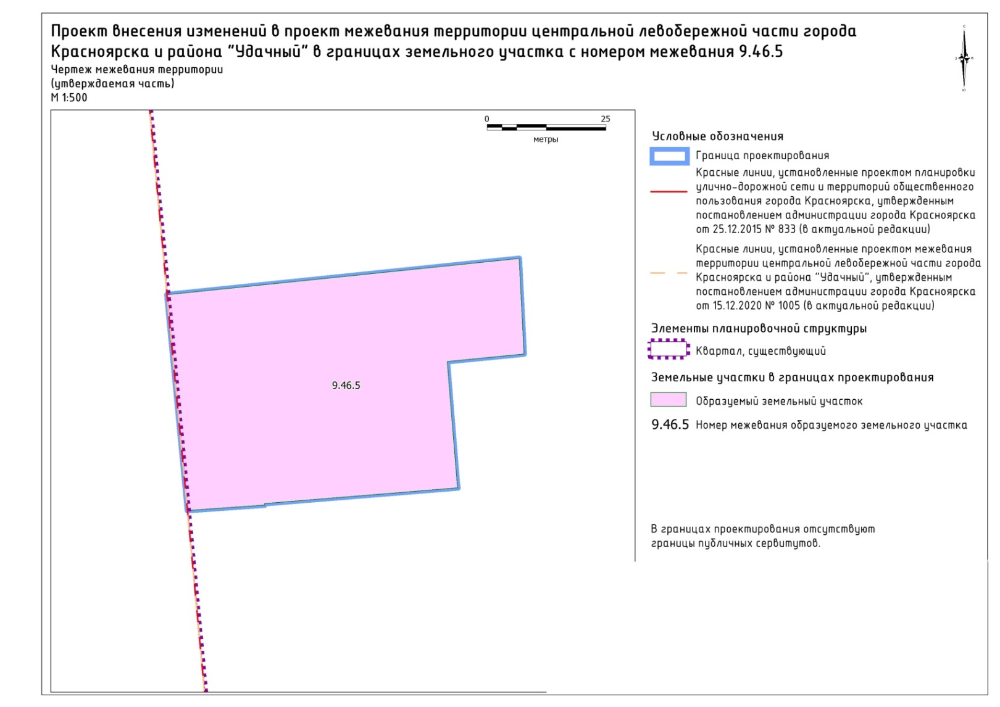 Проект внесения изменений в проект межевания территории центральной левобережной части города
Красноярска и района "Удачный" в границах земельного участка с номером межевания 9.46.5
Чертеж межевания территории
(утверждаемая часть)
М 1:500
С
З В
Ю
0 25
метры
9.46.5
Условные обозначения
Граница проектирования
Красные линии, установленные проектом планировки
улично-дорожной сети и территорий общественного
пользования города Красноярска, утвержденным
постановлением администрации города Красноярска
от 25.12.2015 № 833 (в актуальной редакции)
Красные линии, установленные проектом межевания
территории центральной левобережной части города
Красноярска и района "Удачный", утвержденным
постановлением администрации города Красноярска
от 15.12.2020 № 1005 (в актуальной редакции)
Элементы планировочной структуры
Квартал, существующий
Земельные участки в границах проектирования
Образуемый земельный участок
9.46.5 Номер межевания образуемого земельного участка
В границах проектирования отсутствуют
границы публичных сервитутов.